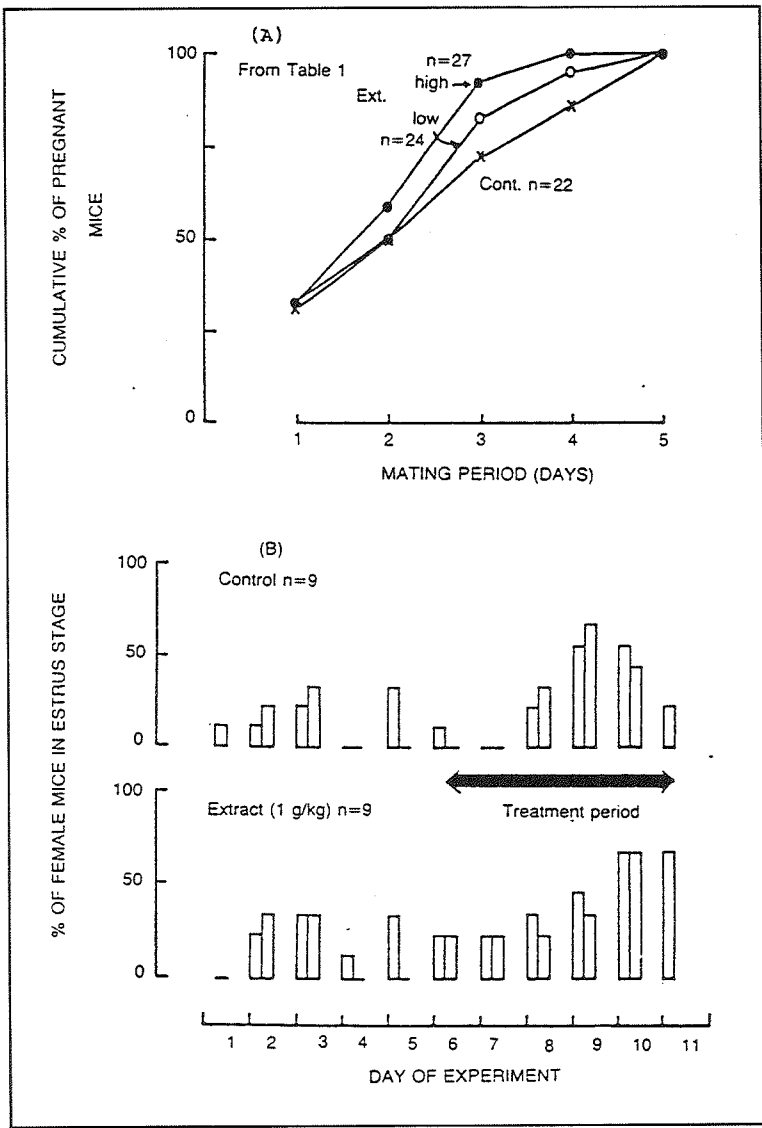 (A)
100
From Table 1
n=27
high
Ext.
low
n=24
Cont. n=22
50
0
CUMULATIVE % OF PREGNANT
MICE
1 2 3 4 5
MATING PERIOD (DAYS)
(B)
100
Control n=9
50
0
% OF FEMALE MICE IN ESTRUS STAGE
100
Extract (1 g/kg) n=9
Treatment period
50
0
1 2 3 4 5 6 7 8 9 10 11
DAY OF EXPERIMENT